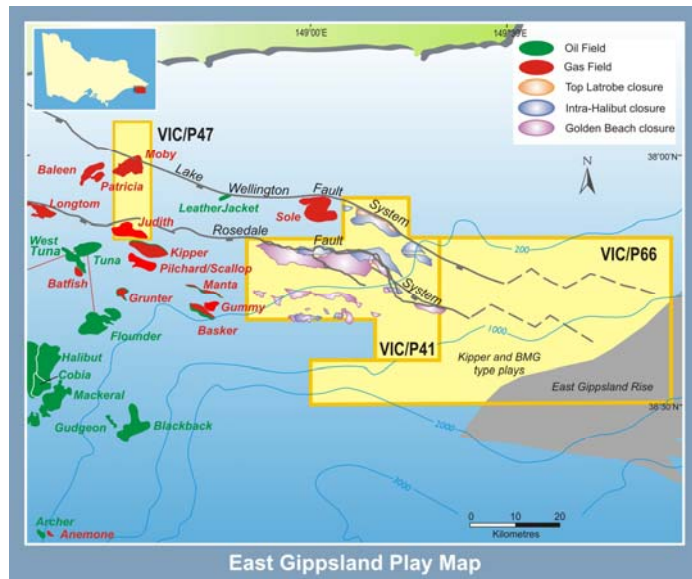 149°00'E
149°30'E
Oil Field
Gas Field
Top Latrobe closure
Intra-Halibut closure
Golden Beach closure
N
38°00'N
VIC/P47
Moby
Baleen
Patricia
Lake
Wellington
Fault
System
LeatherJacket
Longtom
Sole
Judith
Rosedale
Fault
System
200
West
Tuna
Tuna
Kipper
Pilchard/Scallop
VIC/P66
Batfish
Manta
Grunter
Gummy
Basker
1000
Flounder
VIC/P41
Halibut
Kipper and BMG
type plays
Cobia
East Gippsland Rise
Mackeral
36°30'N
Gudgeon
Blackback
2000
3000
Archer
Anemone
0 10 20
Kilometres
East Gippsland Play Map